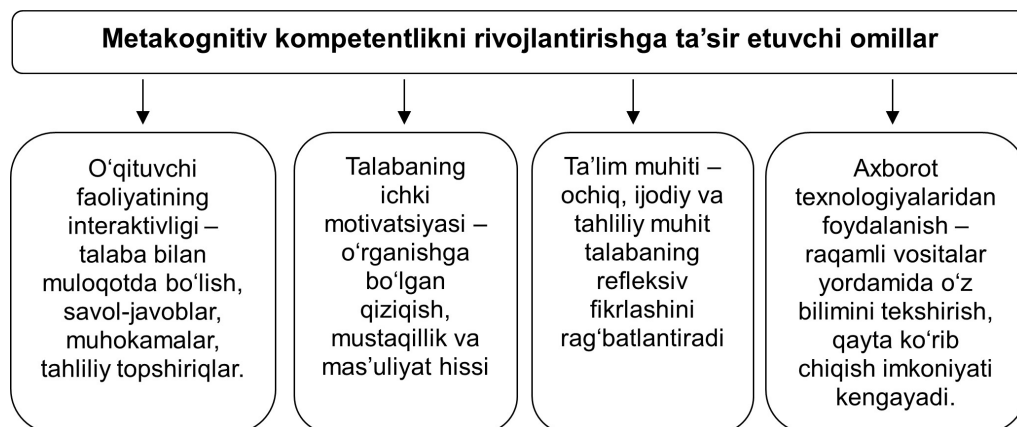 Metakognitiv kompetentlikni rivojlantirishga ta’sir etuvchi omillar
O‘qituvchi
faoliyatining
interaktivligi –
talaba bilan
muloqotda bo‘lish,
savol-javoblar,
muhokamalar,
tahliliy topshiriqlar.
Talabaning
ichki
motivatsiyasi –
o‘rganishga
bo‘lgan
qiziqish,
mustaqillik va
mas’uliyat hissi
Ta’lim muhiti –
ochiq, ijodiy va
tahliliy muhit
talabaning
refleksiv
fikrlashini
rag‘batlantiradi
Axborot
texnologiyalaridan
foydalanish –
raqamli vositalar
yordamida o‘z
bilimini tekshirish,
qayta ko‘rib
chiqish imkoniyati
kengayadi.